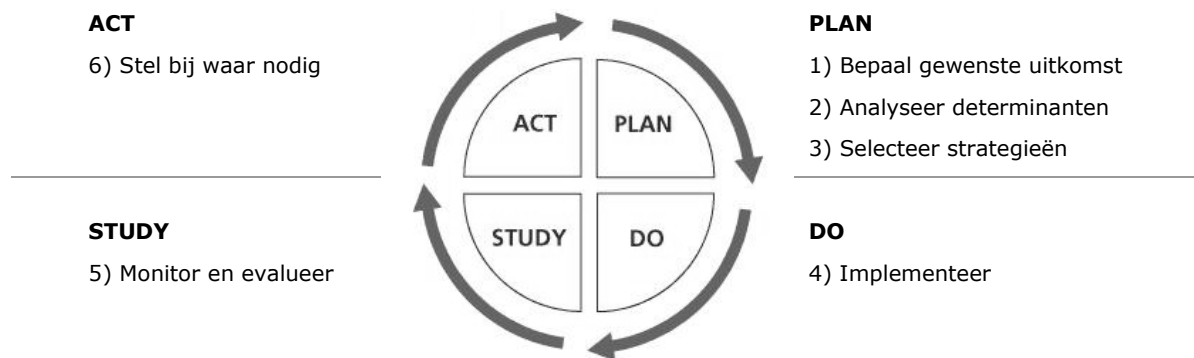 ACT
6) Stel bij waar nodig
PLAN
1) Bepaal gewenste uitkomst
2) Analyseer determinanten
3) Selecteer strategieën
ACT
PLAN
STUDY
DO
STUDY
5) Monitor en evalueer
DO
4) Implementeer